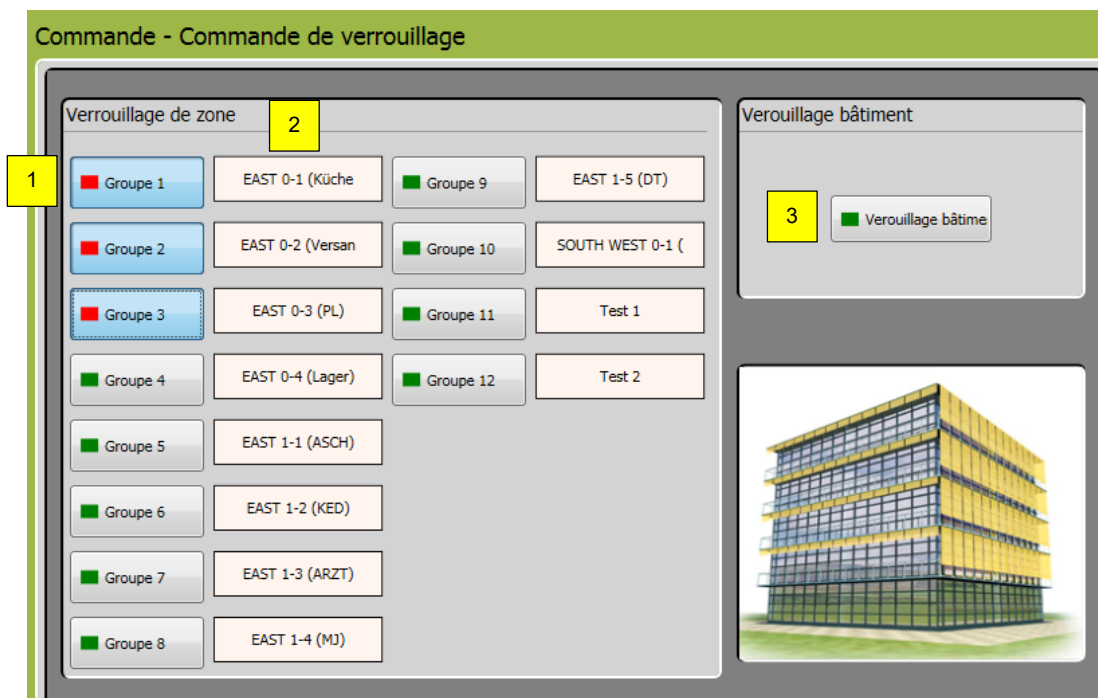 Commande - Commande de verrouillage
Verrouillage de zone
2
1
Groupe 1
EAST 0-1 (Küche
Groupe 9
EAST 1-5 (DT)
Groupe 2
EAST 0-2 (Versan
Groupe 10
SOUTH WEST 0-1 (
Groupe 3
EAST 0-3 (PL)
Groupe 11
Test 1
Groupe 4
EAST 0-4 (Lager)
Groupe 12
Test 2
Groupe 5
EAST 1-1 (ASCH)
Groupe 6
EAST 1-2 (KED)
Groupe 7
EAST 1-3 (ARZT)
Groupe 8
EAST 1-4 (MJ)
Verouillage bâtiment
3
Verouillage bâtime